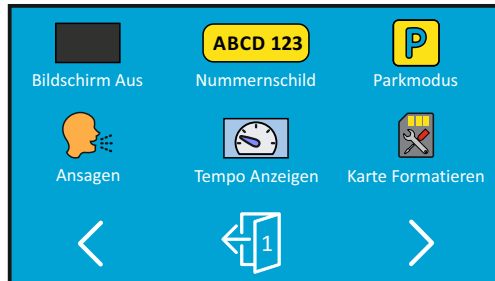 ABCD 123
P
Bildschirm Aus
Nummernschild
Parkmodus
Ansagen
Tempo Anzeigen
Karte Formatieren
1